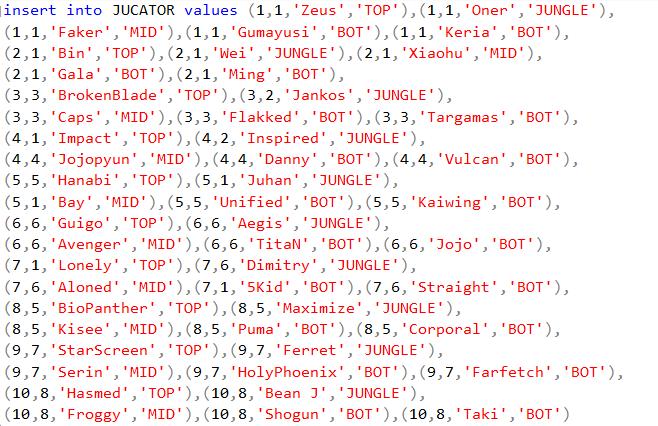 insert into JUCATOR values (1,1,'Zeus','TOP'),(1,1,'Oner','JUNGLE'),
(1,1,'Faker','MID'),(1,1,'Gumayusi','BOT'),(1,1,'Keria','BOT'),
(2,1,'Bin','TOP'),(2,1,'Wei','JUNGLE'),(2,1,'Xiaohu','MID'),
(2,1,'Gala','BOT'),(2,1,'Ming','BOT'),
(3,3,'BrokenBlade','TOP'),(3,2,'Jankos','JUNGLE'),
(3,3,'Caps','MID'),(3,3,'Flakked','BOT'),(3,3,'Targamas','BOT'),
(4,1,'Impact','TOP'),(4,2,'Inspired','JUNGLE'),
(4,4,'Jojopyun','MID'),(4,4,'Danny','BOT'),(4,4,'Vulcan','BOT'),
(5,5,'Hanabi','TOP'),(5,1,'Juhan','JUNGLE'),
(5,1,'Bay','MID'),(5,5,'Unified','BOT'),(5,5,'Kaiwing','BOT'),
(6,6,'Guigo','TOP'),(6,6,'Aegis','JUNGLE'),
(6,6,'Avenger','MID'),(6,6,'TitaN','BOT'),(6,6,'Jojo','BOT'),
(7,1,'Lonely','TOP'),(7,6,'Dimitry','JUNGLE'),
(7,6,'Aloned','MID'),(7,1,'5Kid','BOT'),(7,6,'Straight','BOT'),
(8,5,'BioPanther','TOP'),(8,5,'Maximize','JUNGLE'),
(8,5,'Kisee','MID'),(8,5,'Puma','BOT'),(8,5,'Corporal','BOT'),
(9,7,'StarScreen','TOP'),(9,7,'Ferret','JUNGLE'),
(9,7,'Serin','MID'),(9,7,'HolyPhoenix','BOT'),(9,7,'Farfetch','BOT'),
(10,8,'Hasmed','TOP'),(10,8,'Bean J','JUNGLE'),
(10,8,'Froggy','MID'),(10,8,'Shogun','BOT'),(10,8,'Taki','BOT')